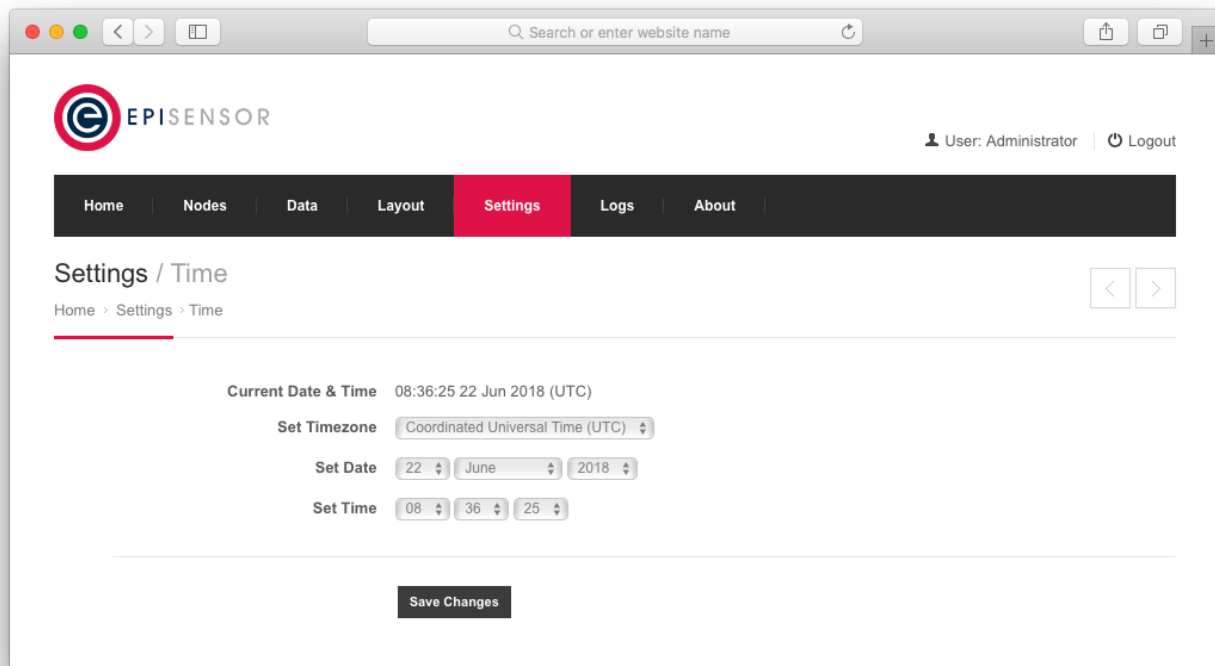 Search or enter website name
e EPISENSOR
User: Administrator Logout
Home Nodes Data Layout Settings Logs About
Settings / Time
Home › Settings › Time
Current Date & Time 08:36:25 22 Jun 2018 (UTC)
Set Timezone Coordinated Universal Time (UTC)
Set Date 22 June 2018
Set Time 08 36 25
Save Changes